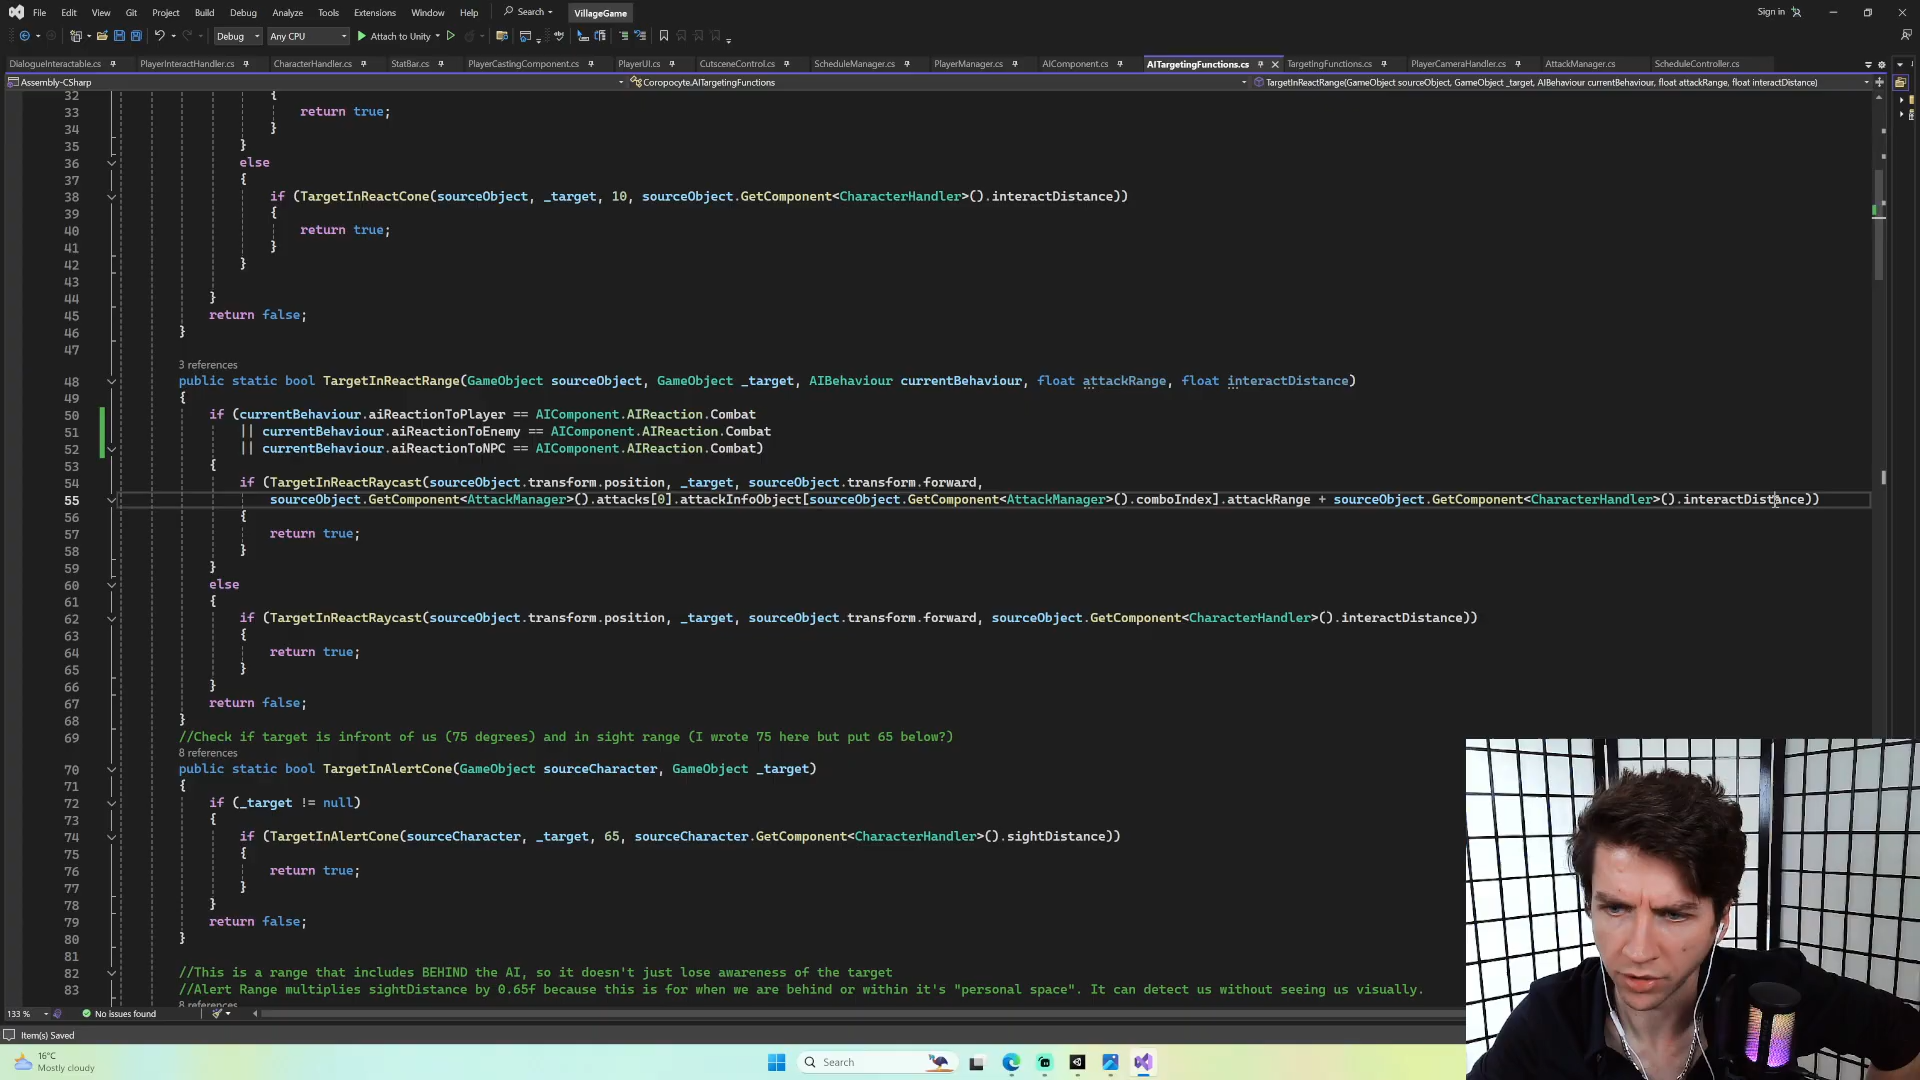 File Edit View Git Project Build Debug Analyze Tools Extensions Window Help Search VillageGame Sign in
Debug Any CPU Attach to Unity
DialogueInteractable.cs PlayerInteractHandler.cs CharacterHandler.cs StatBar.cs PlayerCastingComponent.cs PlayerUI.cs CutsceneControl.cs ScheduleManager.cs PlayerManager.cs AIComponent.cs AITargetingFunctions.cs TargetingFunctions.cs PlayerCameraHandler.cs AttackManager.cs ScheduleController.cs
Assembly-CSharp Coropocyte.AITargetingFunctions TargetInReactRange(GameObject sourceObject, GameObject _target, AIBehaviour currentBehaviour, float attackRange, float interactDistance)
32 {
33 return true;
34 }
35 }
36 else
37 {
38 if (TargetInReactCone(sourceObject, _target, 10, sourceObject.GetComponent<CharacterHandler>().interactDistance))
39 {
40 return true;
41 }
42 }
43
44 }
45 return false;
46 }
47
3 references
48 public static bool TargetInReactRange(GameObject sourceObject, GameObject _target, AIBehaviour currentBehaviour, float attackRange, float interactDistance)
49 {
50 if (currentBehaviour.aiReactionToPlayer == AIComponent.AIReaction.Combat
51 || currentBehaviour.aiReactionToEnemy == AIComponent.AIReaction.Combat
52 || currentBehaviour.aiReactionToNPC == AIComponent.AIReaction.Combat)
53 {
54 if (TargetInReactRaycast(sourceObject.transform.position, _target, sourceObject.transform.forward,
55 sourceObject.GetComponent<AttackManager>().attacks[0].attackInfoObject[sourceObject.GetComponent<AttackManager>().comboIndex].attackRange + sourceObject.GetComponent<CharacterHandler>().interactDistance))
56 {
57 return true;
58 }
59 }
60 else
61 {
62 if (TargetInReactRaycast(sourceObject.transform.position, _target, sourceObject.transform.forward, sourceObject.GetComponent<CharacterHandler>().interactDistance))
63 {
64 return true;
65 }
66 }
67 return false;
68 }
69 //Check if target is infront of us (75 degrees) and in sight range (I wrote 75 here but put 65 below?)
8 references
70 public static bool TargetInAlertCone(GameObject sourceCharacter, GameObject _target)
71 {
72 if (_target != null)
73 {
74 if (TargetInAlertCone(sourceCharacter, _target, 65, sourceCharacter.GetComponent<CharacterHandler>().sightDistance))
75 {
76 return true;
77 }
78 }
79 return false;
80 }
81
82 //This is a range that includes BEHIND the AI, so it doesn't just lose awareness of the target
83 //Alert Range multiplies sightDistance by 0.65f because this is for when we are behind or within it's "personal space". It can detect us without seeing us visually.
8 references
133 % No issues found
Item(s) Saved
16°C
Mostly cloudy
Search